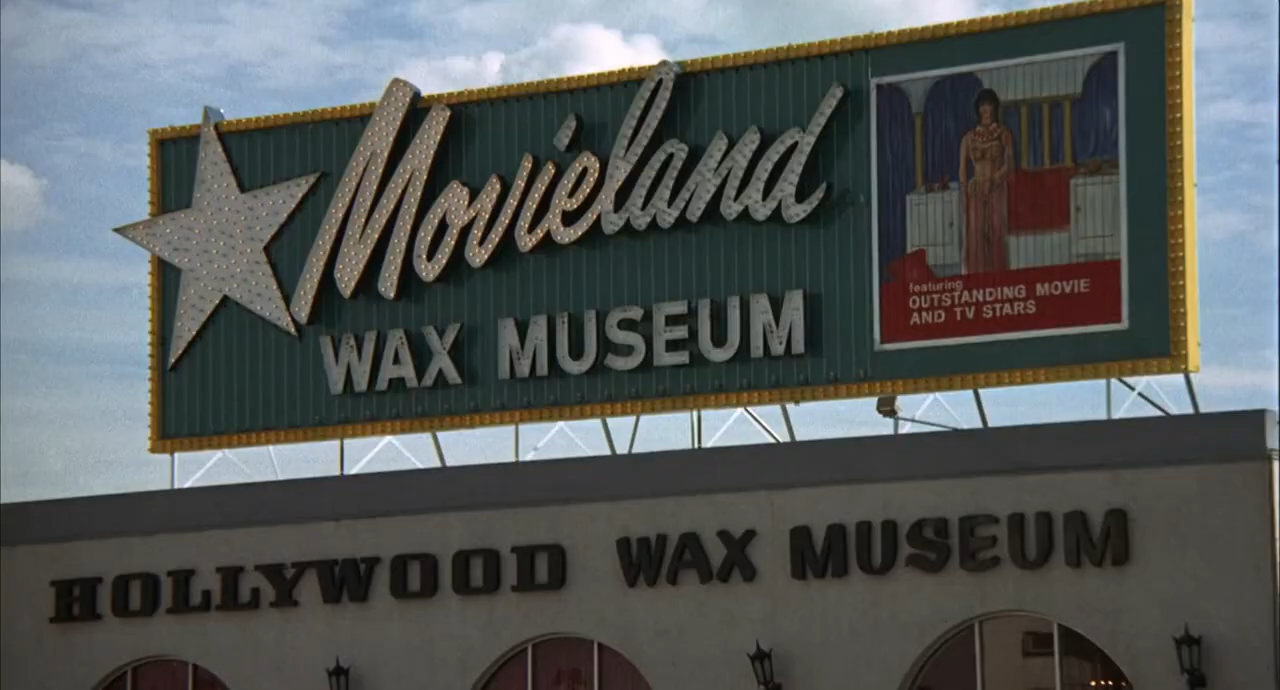 Movieland
WAX MUSEUM
featuring
OUTSTANDING MOVIE
AND TV STARS
HOLLYWOOD WAX MUSEUM